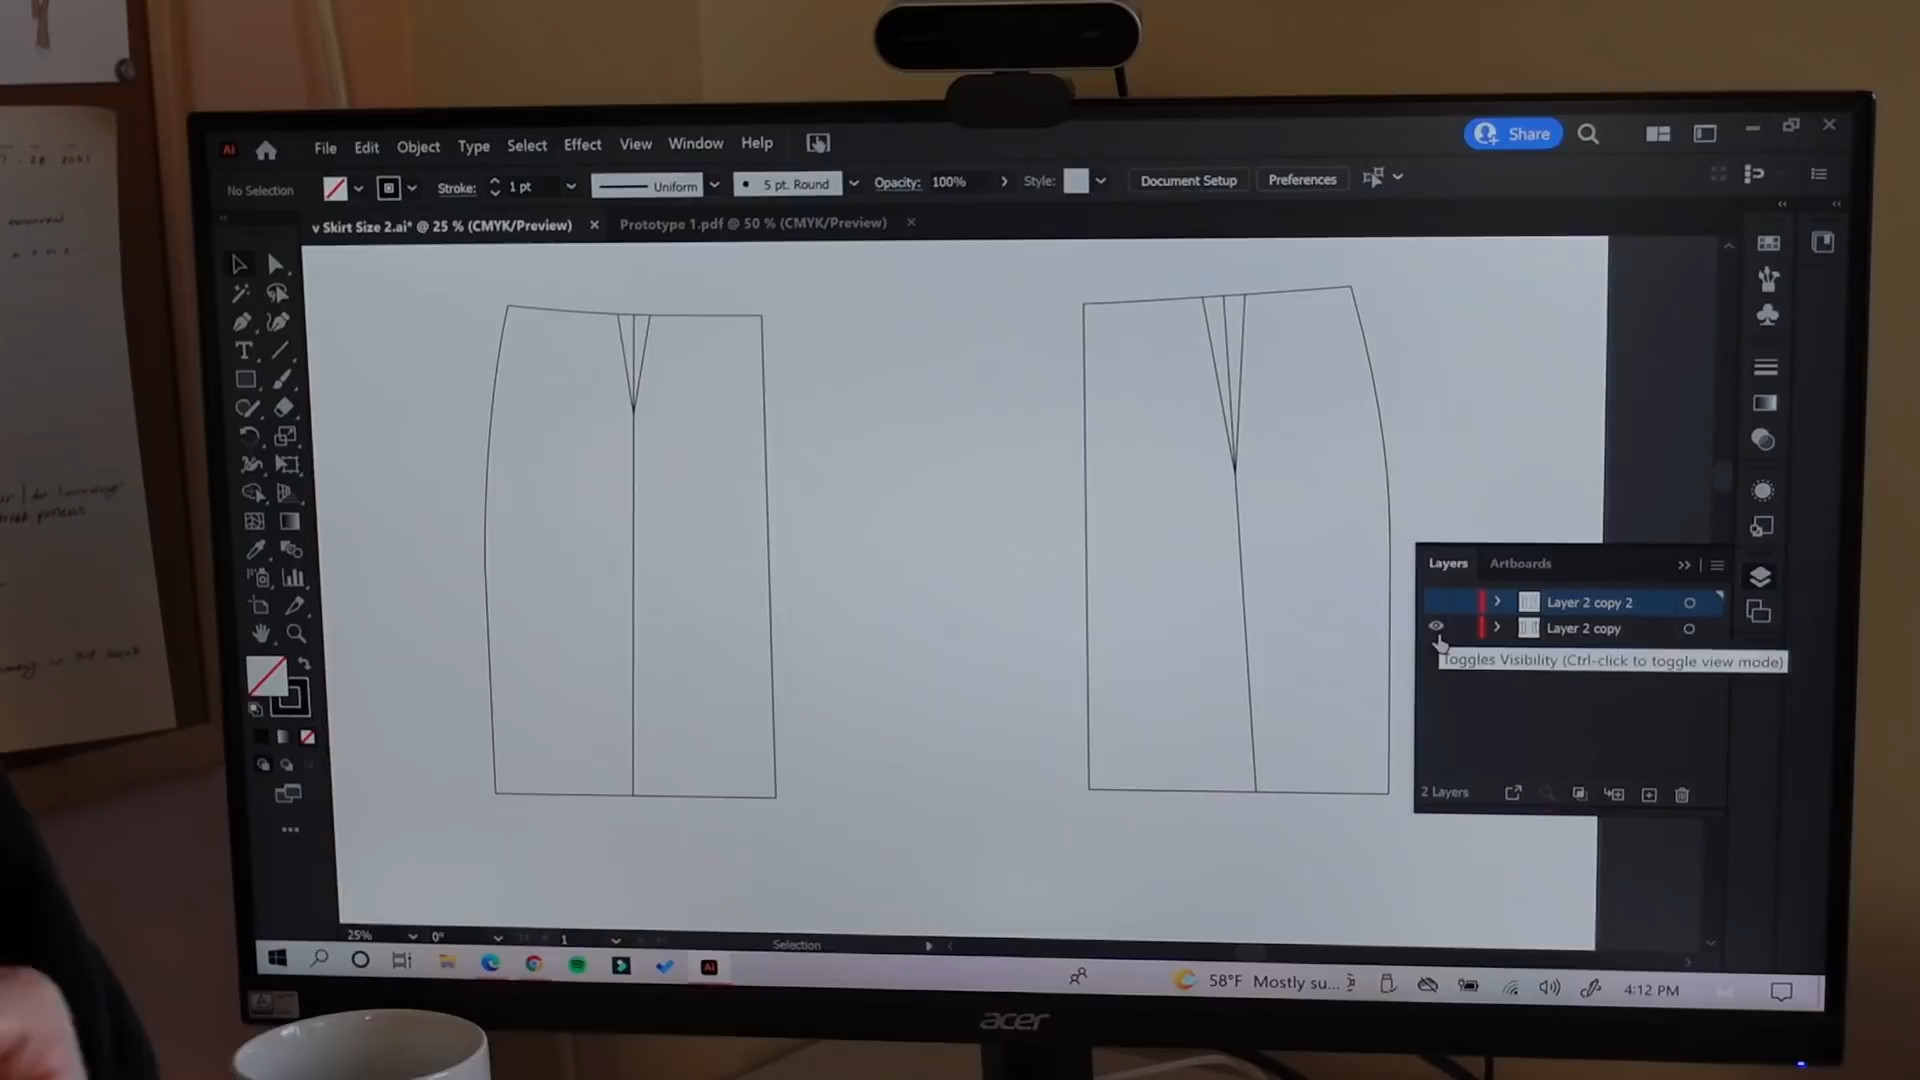 Ai File Edit Object Type Select Effect View Window Help Share
No Selection Stroke: 1 pt Uniform 5 pt. Round Opacity: 100% Style: Document Setup Preferences
v Skirt Size 2.ai* @ 25 % (CMYK/Preview) × Prototype 1.pdf @ 50 % (CMYK/Preview) ×
Layers Artboards
Layer 2 copy 2
Layer 2 copy
Toggles Visibility (Ctrl-click to toggle view mode)
2 Layers
25% 0° 1 Selection
Ai 58°F Mostly su... 4:12 PM
acer